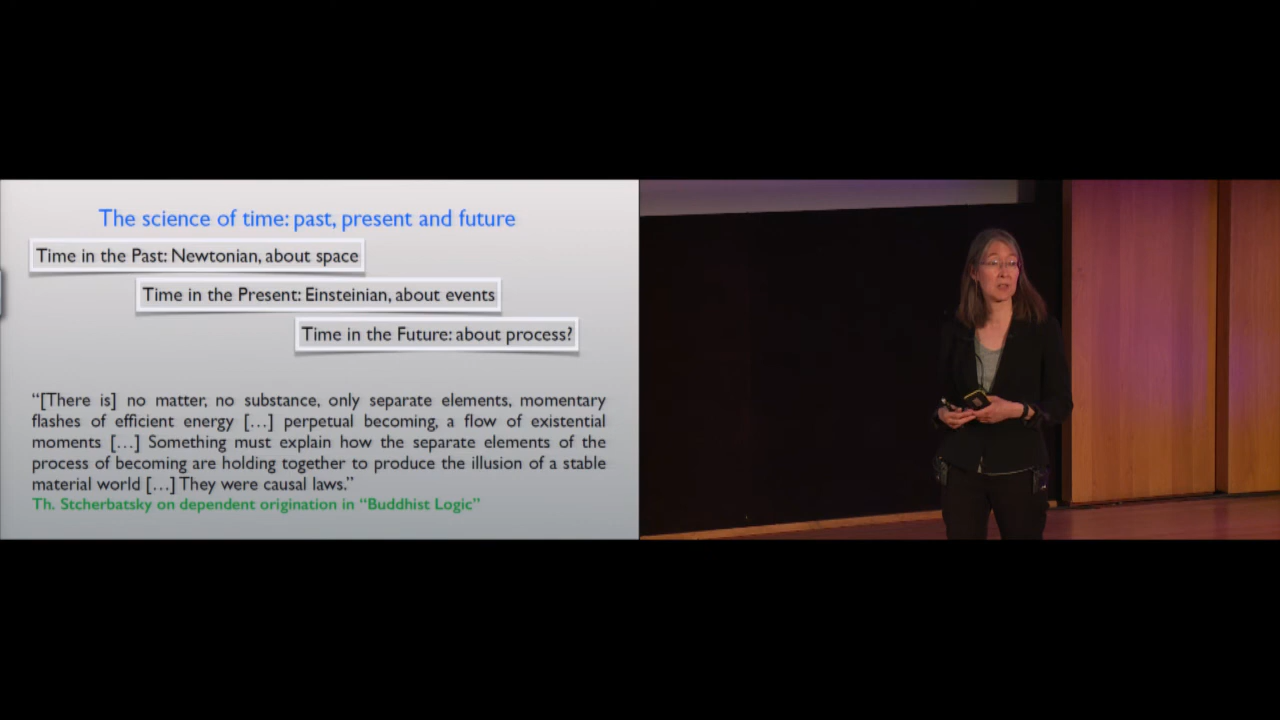 The science of time: past, present and future
Time in the Past: Newtonian, about space
Time in the Present: Einsteinian, about events
Time in the Future: about process?
“[There is] no matter, no substance, only separate elements, momentary
flashes of efficient energy [...] perpetual becoming, a flow of existential
moments [...] Something must explain how the separate elements of the
process of becoming are holding together to produce the illusion of a stable
material world [...] They were causal laws.”
Th. Stcherbatsky on dependent origination in “Buddhist Logic”